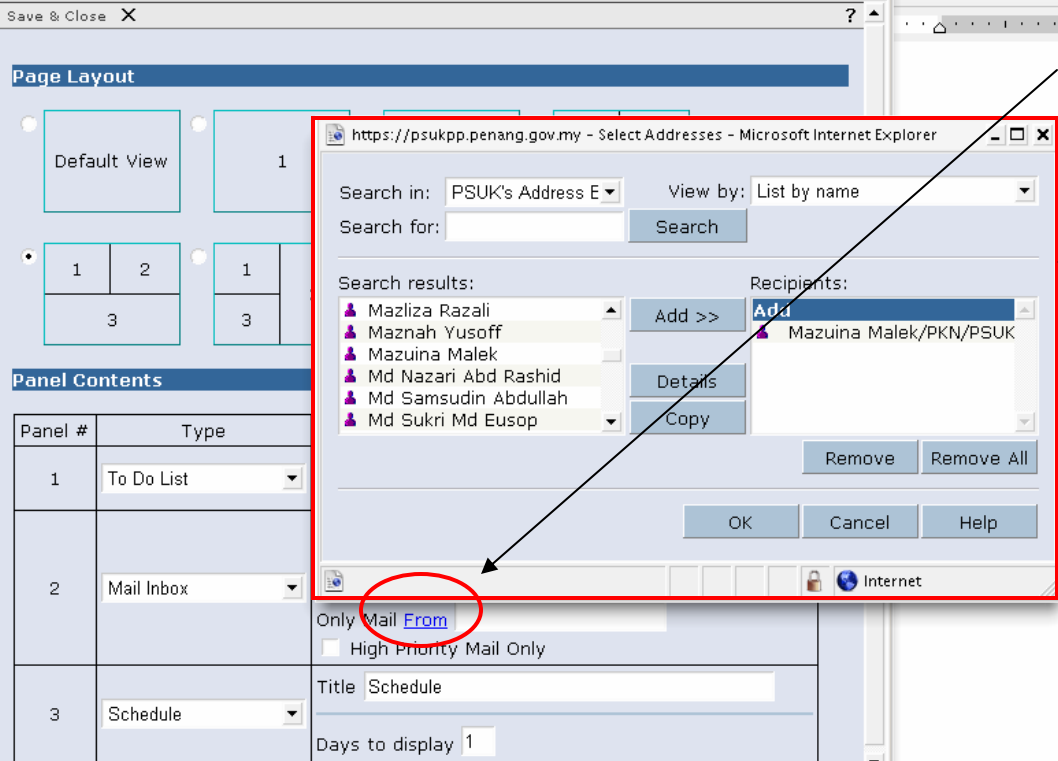 Save & Close X ?
Page Layout
Default View
1
1 2
3
1
3
Panel Contents
Panel # Type
1 To Do List
2 Mail Inbox
Only Mail From
High Priority Mail Only
3 Schedule
Title Schedule
Days to display 1
https://psukpp.penang.gov.my - Select Addresses - Microsoft Internet Explorer
Search in: PSUK's Address View by: List by name
Search for: Search
Search results: Recipients:
Mazliza Razali
Maznah Yusoff
Mazuina Malek
Md Nazari Abd Rashid
Md Samsudin Abdullah
Md Sukri Md Eusop
Add >>
Details
Copy
Add
Mazuina Malek/PKN/PSUK
Remove Remove All
OK Cancel Help
Internet